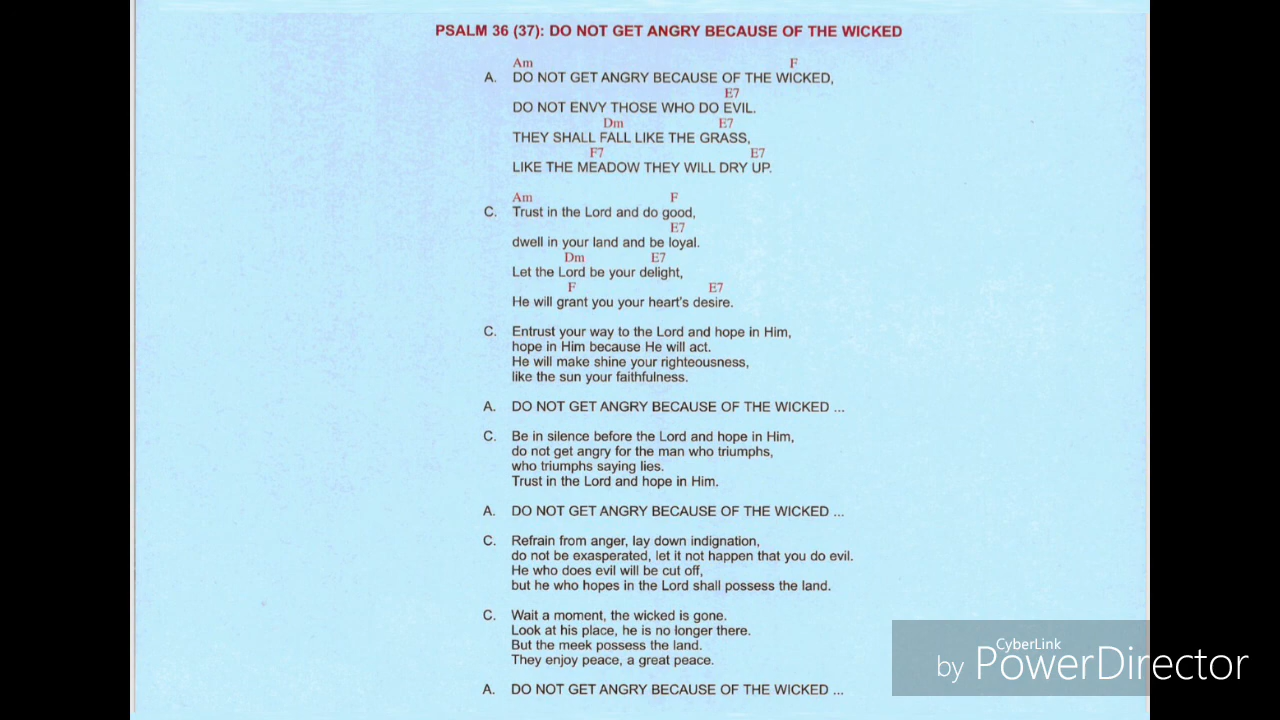 PSALM 36 (37): DO NOT GET ANGRY BECAUSE OF THE WICKED
Am F
A. DO NOT GET ANGRY BECAUSE OF THE WICKED,
E7
DO NOT ENVY THOSE WHO DO EVIL.
Dm E7
THEY SHALL FALL LIKE THE GRASS,
F7 E7
LIKE THE MEADOW THEY WILL DRY UP.
Am F
C. Trust in the Lord and do good,
E7
dwell in your land and be loyal.
Dm E7
Let the Lord be your delight,
F E7
He will grant you your heart's desire.
C. Entrust your way to the Lord and hope in Him,
hope in Him because He will act.
He will make shine your righteousness,
like the sun your faithfulness.
A. DO NOT GET ANGRY BECAUSE OF THE WICKED ...
C. Be in silence before the Lord and hope in Him,
do not get angry for the man who triumphs,
who triumphs saying lies.
Trust in the Lord and hope in Him.
A. DO NOT GET ANGRY BECAUSE OF THE WICKED ...
C. Refrain from anger, lay down indignation,
do not be exasperated, let it not happen that you do evil.
He who does evil will be cut off,
but he who hopes in the Lord shall possess the land.
C. Wait a moment, the wicked is gone.
Look at his place, he is no longer there.
But the meek possess the land.
They enjoy peace, a great peace.
A. DO NOT GET ANGRY BECAUSE OF THE WICKED ...
CyberLink
by PowerDirector